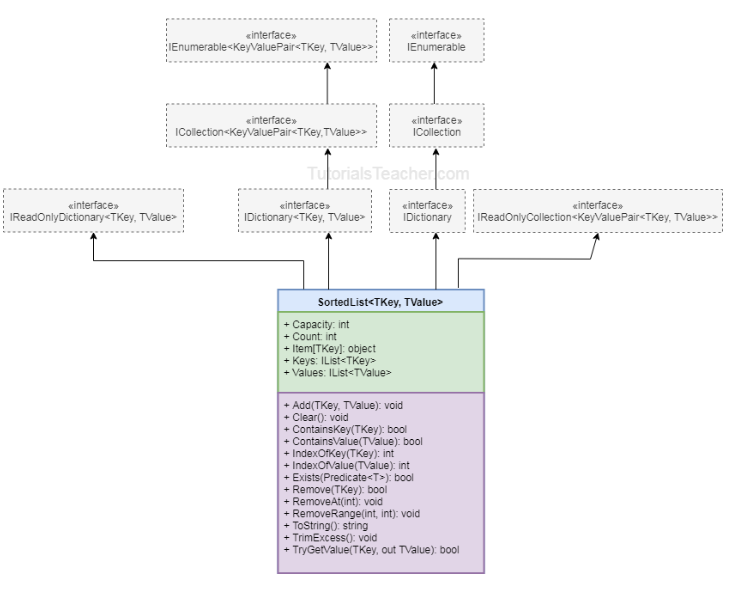 «interface»
IEnumerable<KeyValuePair<TKey, TValue>>
«interface»
IEnumerable
«interface»
ICollection<KeyValuePair<TKey,TValue>>
«interface»
ICollection
TutorialsTeacher.com
«interface»
IReadOnlyDictionary<TKey, TValue>
«interface»
IDictionary<TKey, TValue>
«interface»
IDictionary
«interface»
IReadOnlyCollection<KeyValuePair<TKey, TValue>>
SortedList<TKey, TValue>
+ Capacity: int
+ Count: int
+ Item[TKey]: object
+ Keys: IList<TKey>
+ Values: IList<TValue>
+ Add(TKey, TValue): void
+ Clear(): void
+ ContainsKey(TKey): bool
+ ContainsValue(TValue): bool
+ IndexOfKey(TKey): int
+ IndexOfValue(TValue): int
+ Exists(Predicate<T>): bool
+ Remove(TKey): bool
+ RemoveAt(int): void
+ RemoveRange(int, int): void
+ ToString(): string
+ TrimExcess(): void
+ TryGetValue(TKey, out TValue): bool